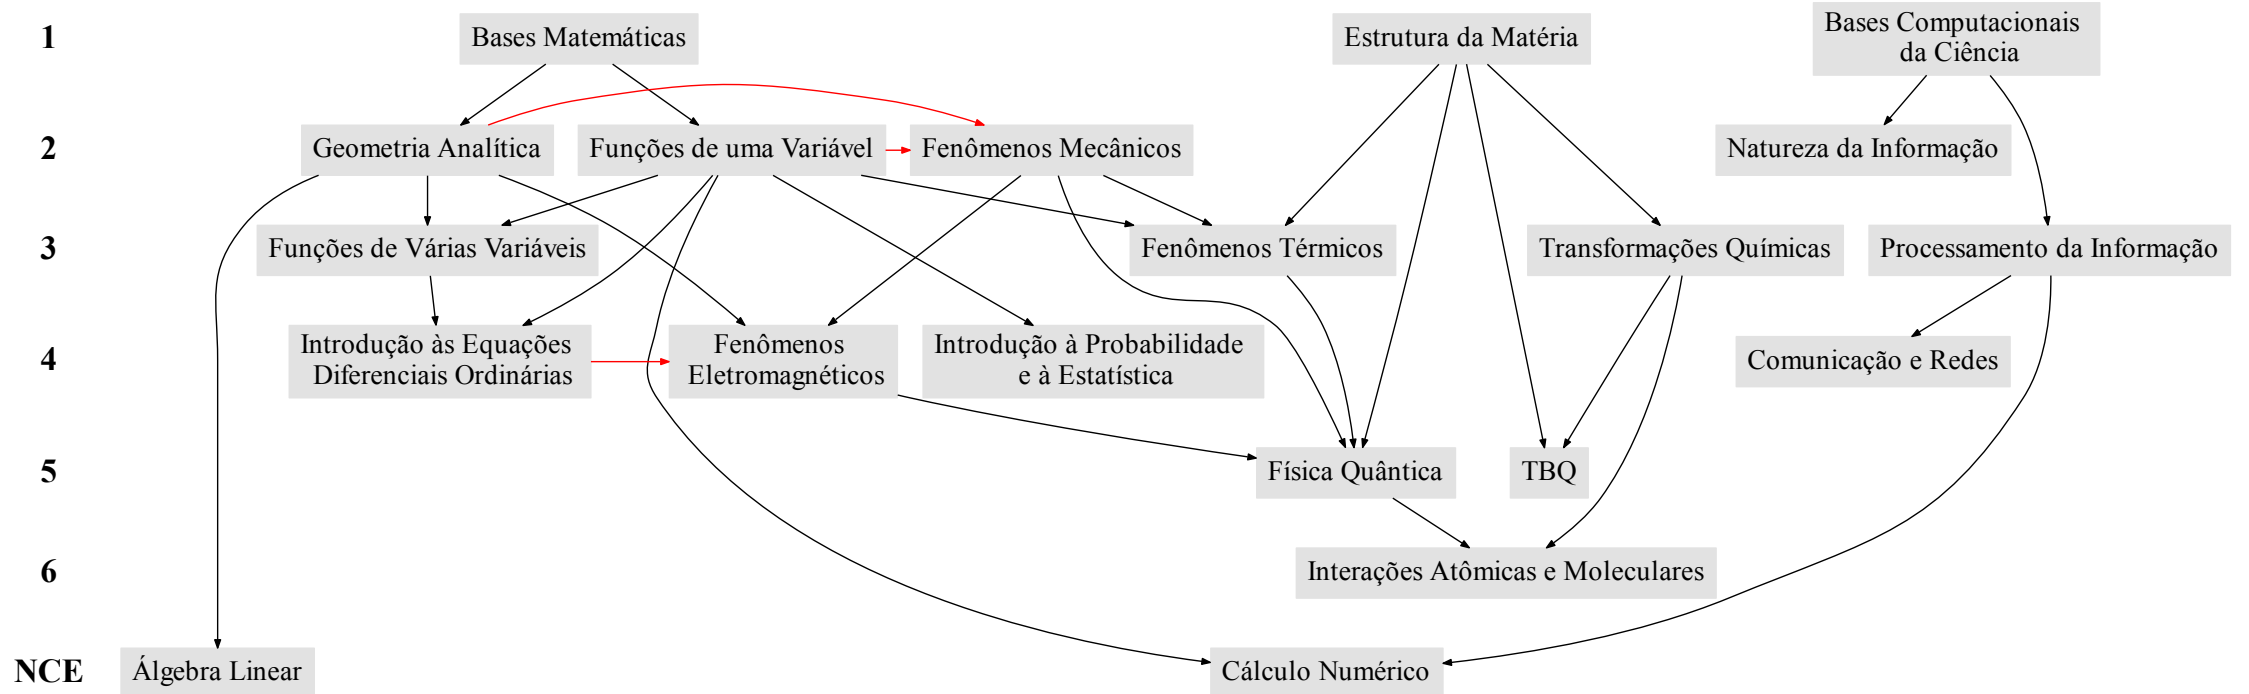 1
Bases Matemáticas
Estrutura da Matéria
Bases Computacionais
da Ciência
2
Geometria Analítica
Funções de uma Variável
Fenômenos Mecânicos
Natureza da Informação
3
Funções de Várias Variáveis
Fenômenos Térmicos
Transformações Químicas
Processamento da Informação
4
Introdução às Equações
Diferenciais Ordinárias
Fenômenos
Eletromagnéticos
Introdução à Probabilidade
e à Estatística
Comunicação e Redes
5
Física Quântica
TBQ
6
Interações Atômicas e Moleculares
NCE
Álgebra Linear
Cálculo Numérico